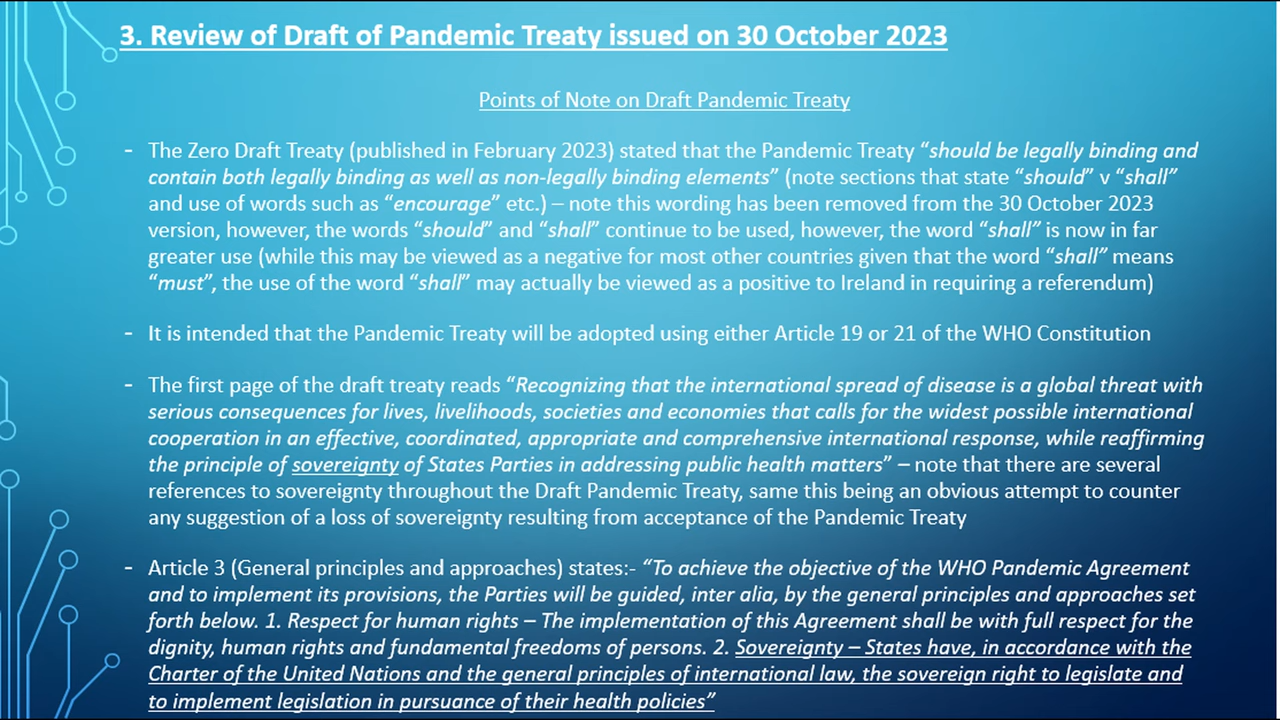 3. Review of Draft of Pandemic Treaty issued on 30 October 2023
Points of Note on Draft Pandemic Treaty
- The Zero Draft Treaty (published in February 2023) stated that the Pandemic Treaty “should be legally binding and
contain both legally binding as well as non-legally binding elements” (note sections that state “should” v “shall”
and use of words such as “encourage” etc.) – note this wording has been removed from the 30 October 2023
version, however, the words “should” and “shall” continue to be used, however, the word “shall” is now in far
greater use (while this may be viewed as a negative for most other countries given that the word “shall” means
“must”, the use of the word “shall” may actually be viewed as a positive to Ireland in requiring a referendum)
- It is intended that the Pandemic Treaty will be adopted using either Article 19 or 21 of the WHO Constitution
- The first page of the draft treaty reads “Recognizing that the international spread of disease is a global threat with
serious consequences for lives, livelihoods, societies and economies that calls for the widest possible international
cooperation in an effective, coordinated, appropriate and comprehensive international response, while reaffirming
the principle of sovereignty of States Parties in addressing public health matters” – note that there are several
references to sovereignty throughout the Draft Pandemic Treaty, same this being an obvious attempt to counter
any suggestion of a loss of sovereignty resulting from acceptance of the Pandemic Treaty
- Article 3 (General principles and approaches) states:- “To achieve the objective of the WHO Pandemic Agreement
and to implement its provisions, the Parties will be guided, inter alia, by the general principles and approaches set
forth below. 1. Respect for human rights – The implementation of this Agreement shall be with full respect for the
dignity, human rights and fundamental freedoms of persons. 2. Sovereignty – States have, in accordance with the
Charter of the United Nations and the general principles of international law, the sovereign right to legislate and
to implement legislation in pursuance of their health policies”